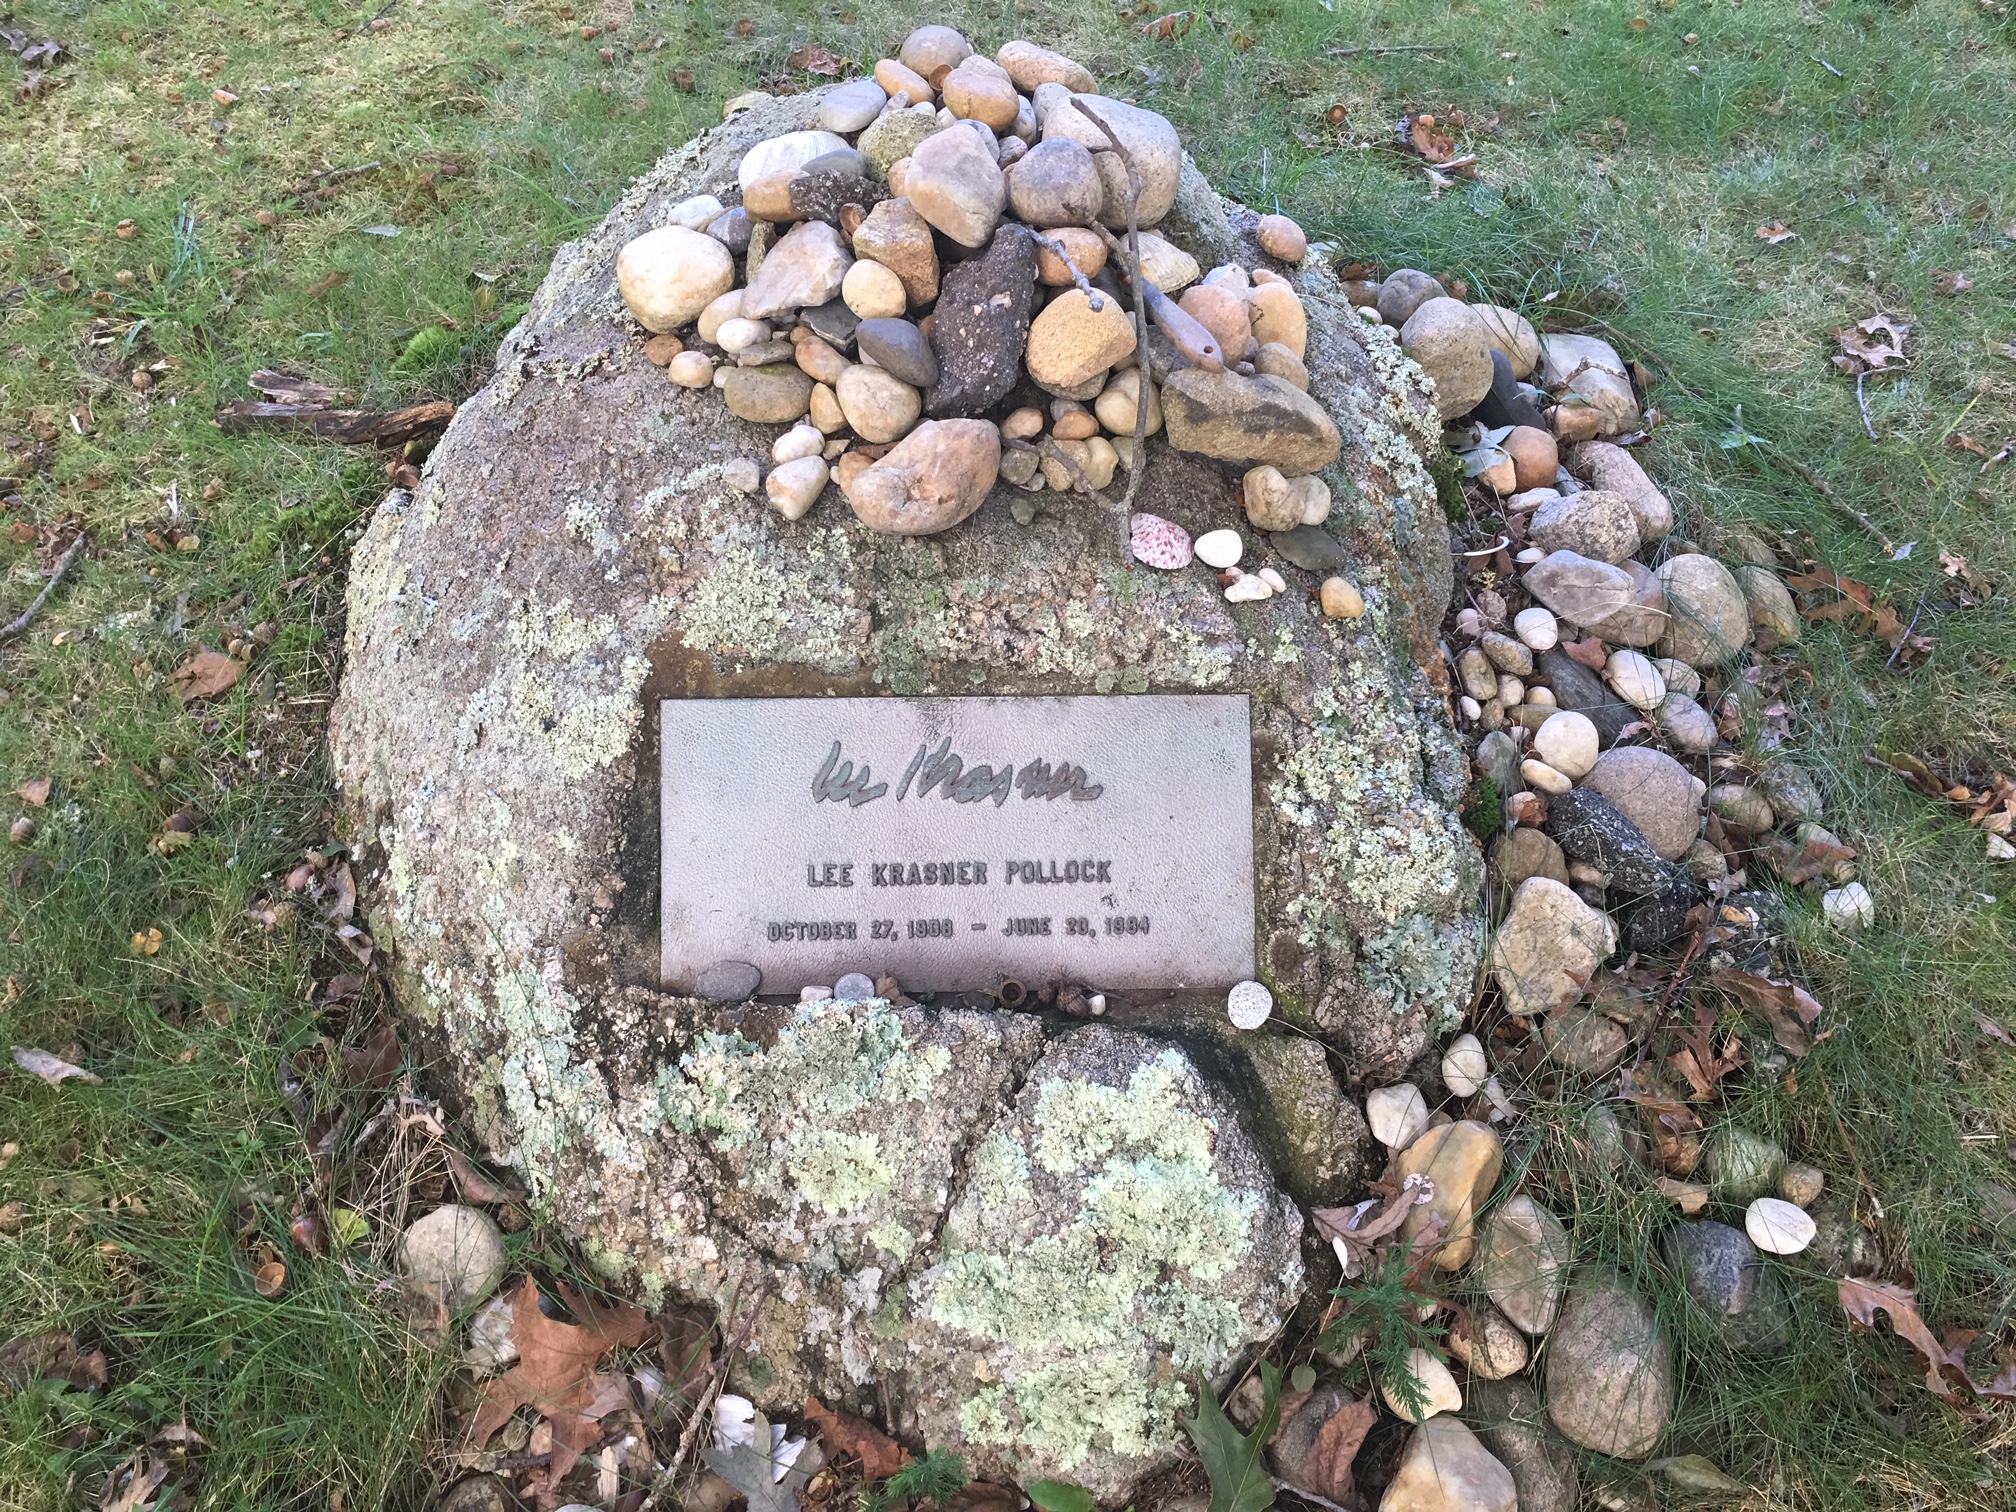 Lee Krasner
LEE KRASNER POLLOCK
OCTOBER 27, 1908 – JUNE 20, 1984